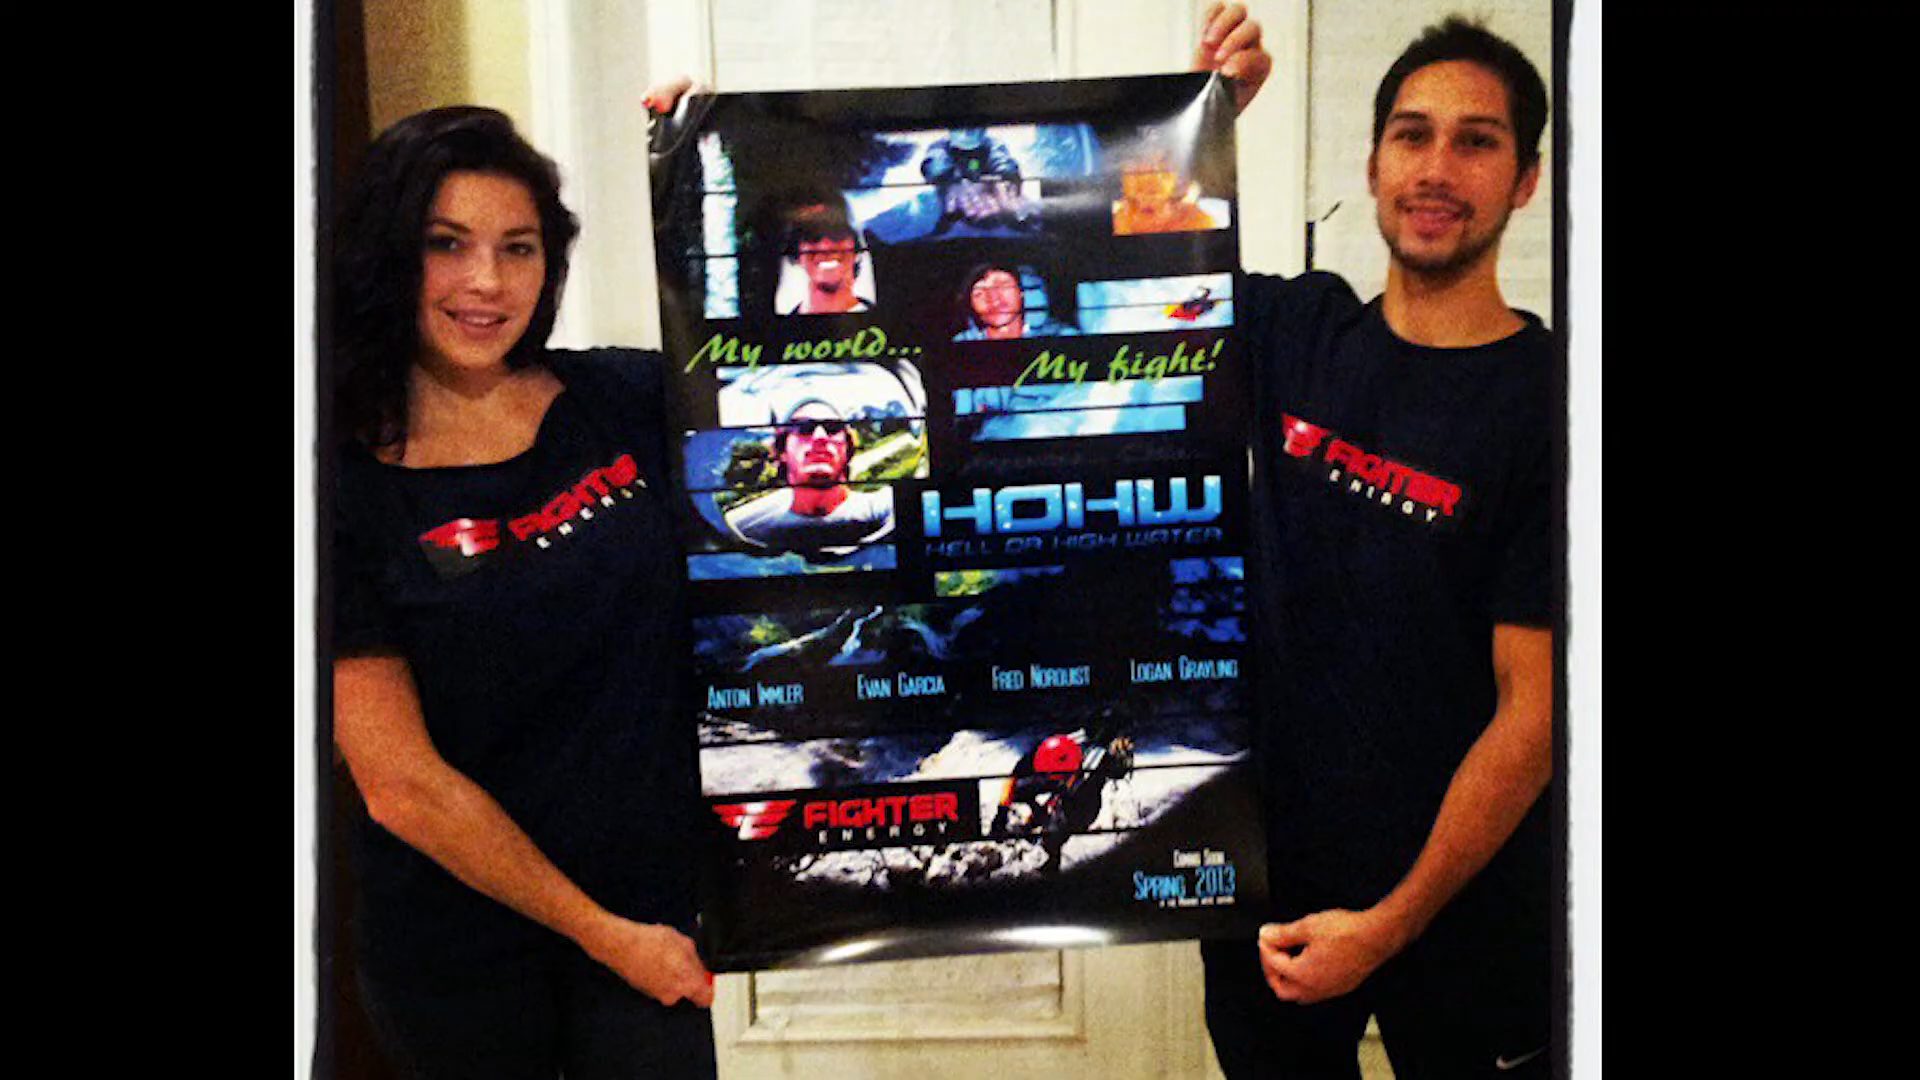 My world...
My fight!
HOHW
HELL OR HIGH WATER
FIGHTER
ENERGY
FIGHTER
ENERGY
ANTON IMMLER
EVAN GARCIA
FRED NORQUIST
LOGAN GRAYLING
FIGHTER
ENERGY
COMING SOON
SPRING 2013